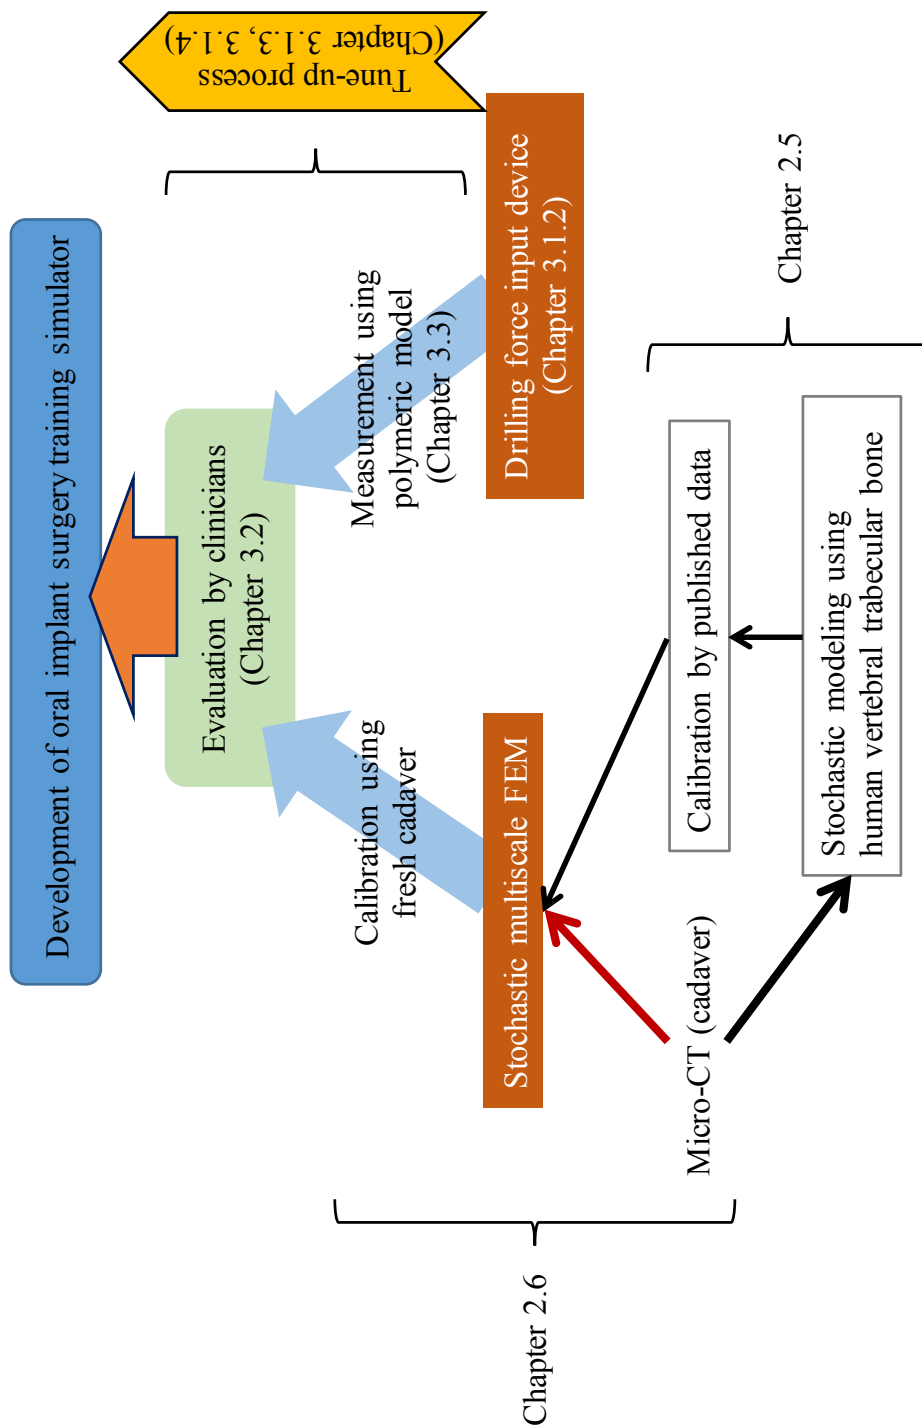 Development of oral implant surgery training simulator
Evaluation by clinicians
(Chapter 3.2)
Tune-up process
(Chapter 3.1.3, 3.1.4)
Calibration using
fresh cadaver
Measurement using
polymeric model
(Chapter 3.3)
Chapter 2.6
Stochastic multiscale FEM
Drilling force input device
(Chapter 3.1.2)
Micro-CT (cadaver)
Calibration by published data
Chapter 2.5
Stochastic modeling using
human vertebral trabecular bone